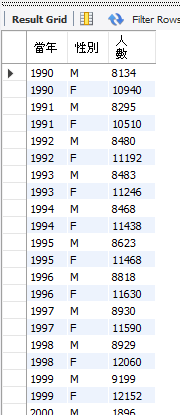 Result Grid Filter Rows
當年 性別 人數
1990 M 8134
1990 F 10940
1991 M 8295
1991 F 10510
1992 M 8480
1992 F 11192
1993 M 8483
1993 F 11246
1994 M 8468
1994 F 11438
1995 M 8623
1995 F 11468
1996 M 8818
1996 F 11630
1997 M 8930
1997 F 11590
1998 M 8929
1998 F 12060
1999 M 9199
1999 F 12152
2000 M 1896